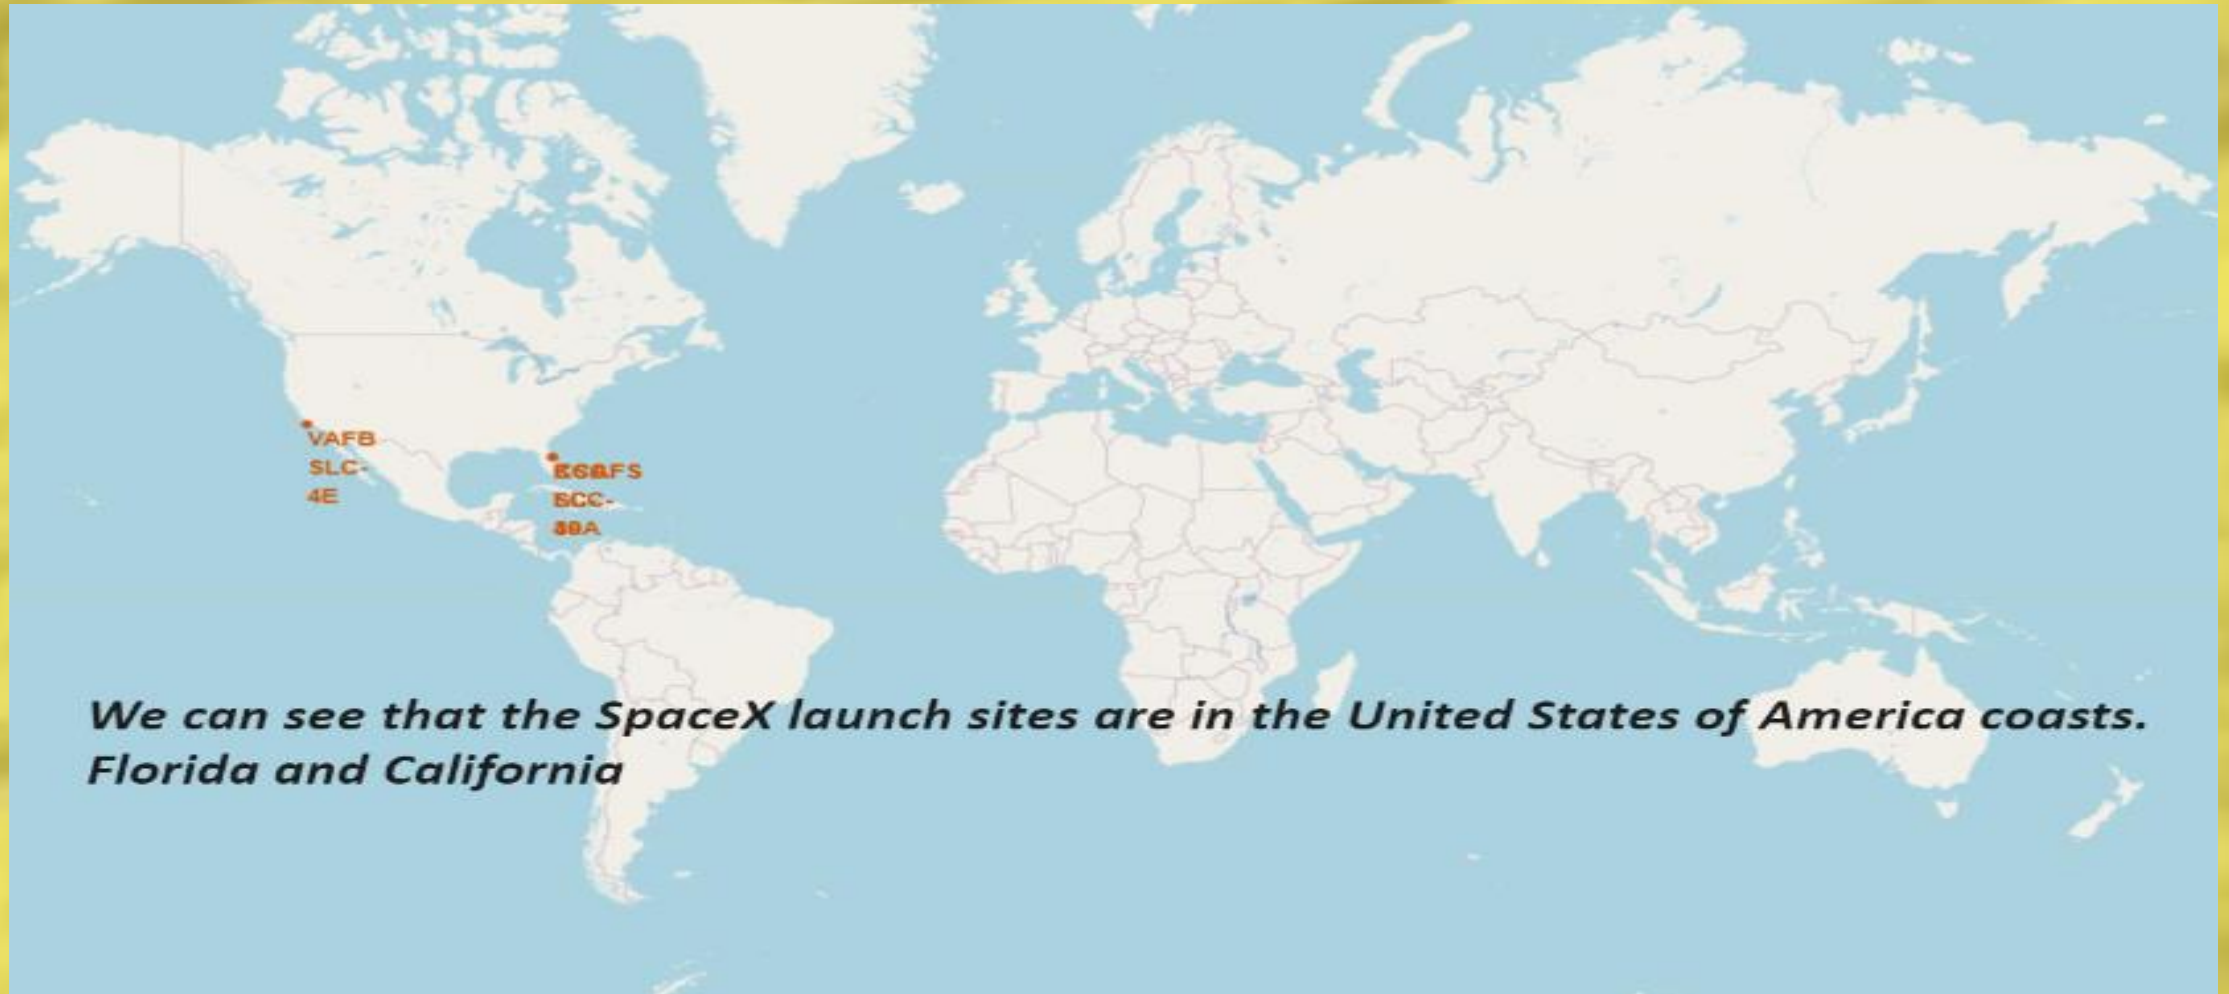 VAFB
SLC-
4E
We can see that the SpaceX launch sites are in the United States of America coasts.
Florida and California